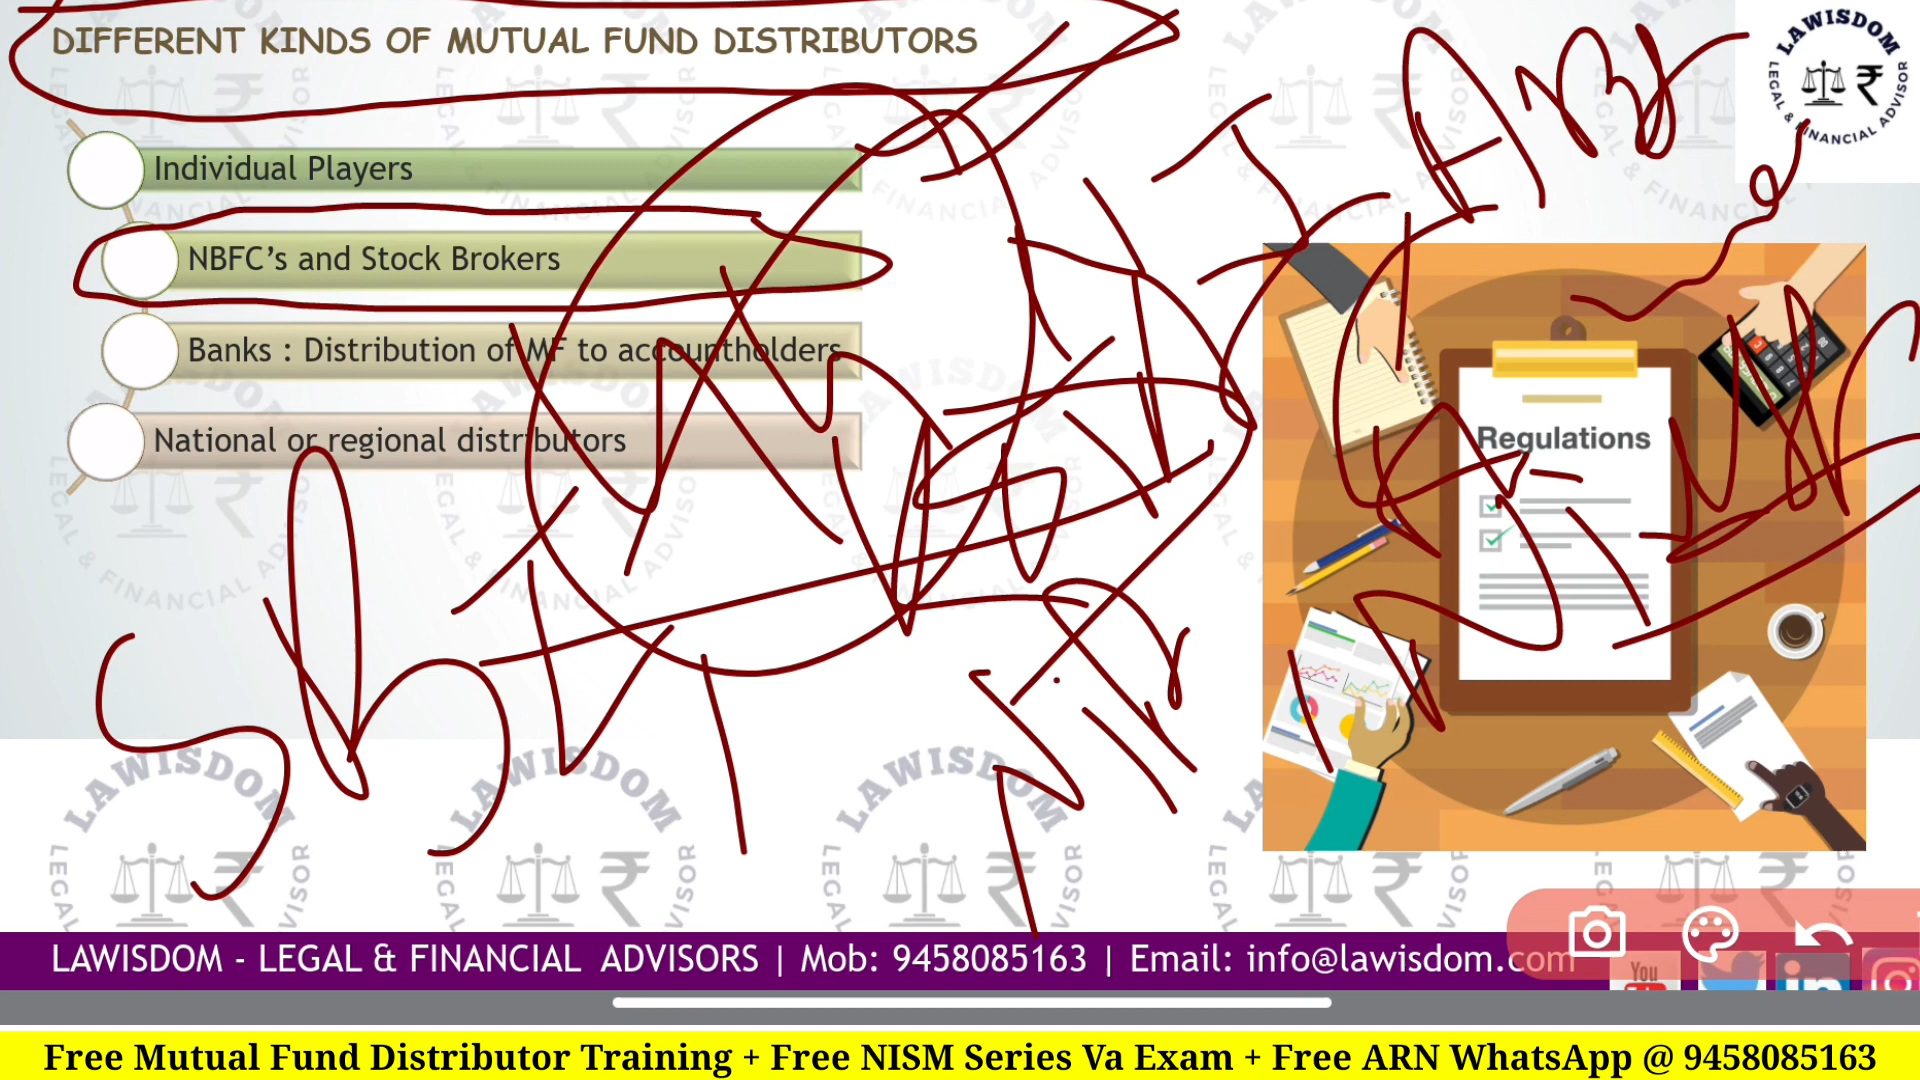 DIFFERENT KINDS OF MUTUAL FUND DISTRIBUTORS
LAWISDOM
LEGAL & FINANCIAL ADVISOR
Individual Players
NBFC’s and Stock Brokers
Banks : Distribution of MF to accountholders
National or regional distributors
Regulations
LAWISDOM - LEGAL & FINANCIAL ADVISORS | Mob: 9458085163 | Email: info@lawisdom.com
You
Free Mutual Fund Distributor Training + Free NISM Series Va Exam + Free ARN WhatsApp @ 9458085163